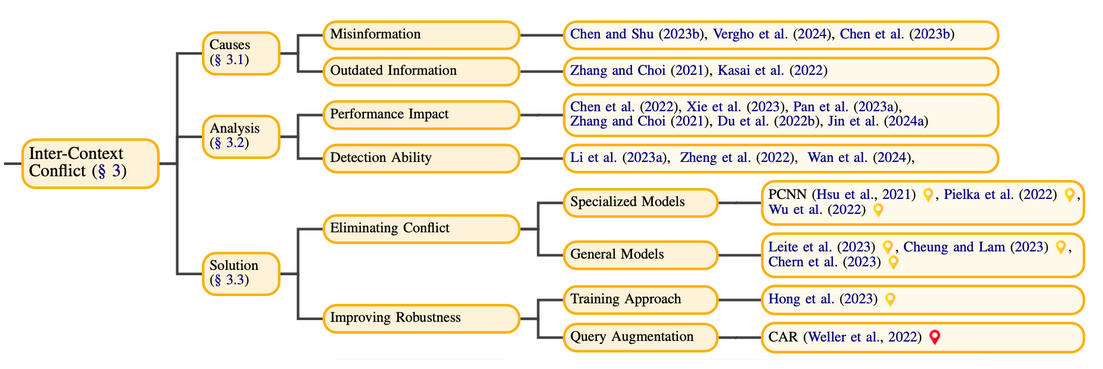 Inter-Context
Conflict (§ 3)
Causes
(§ 3.1)
Misinformation
Chen and Shu (2023b), Vergho et al. (2024), Chen et al. (2023b)
Outdated Information
Zhang and Choi (2021), Kasai et al. (2022)
Analysis
(§ 3.2)
Performance Impact
Chen et al. (2022), Xie et al. (2023), Pan et al. (2023a),
Zhang and Choi (2021), Du et al. (2022b), Jin et al. (2024a)
Detection Ability
Li et al. (2023a), Zheng et al. (2022), Wan et al. (2024),
Solution
(§ 3.3)
Eliminating Conflict
Specialized Models
PCNN (Hsu et al., 2021) , Pielka et al. (2022) ,
Wu et al. (2022)
General Models
Leite et al. (2023) , Cheung and Lam (2023) ,
Chern et al. (2023)
Improving Robustness
Training Approach
Hong et al. (2023)
Query Augmentation
CAR (Weller et al., 2022)